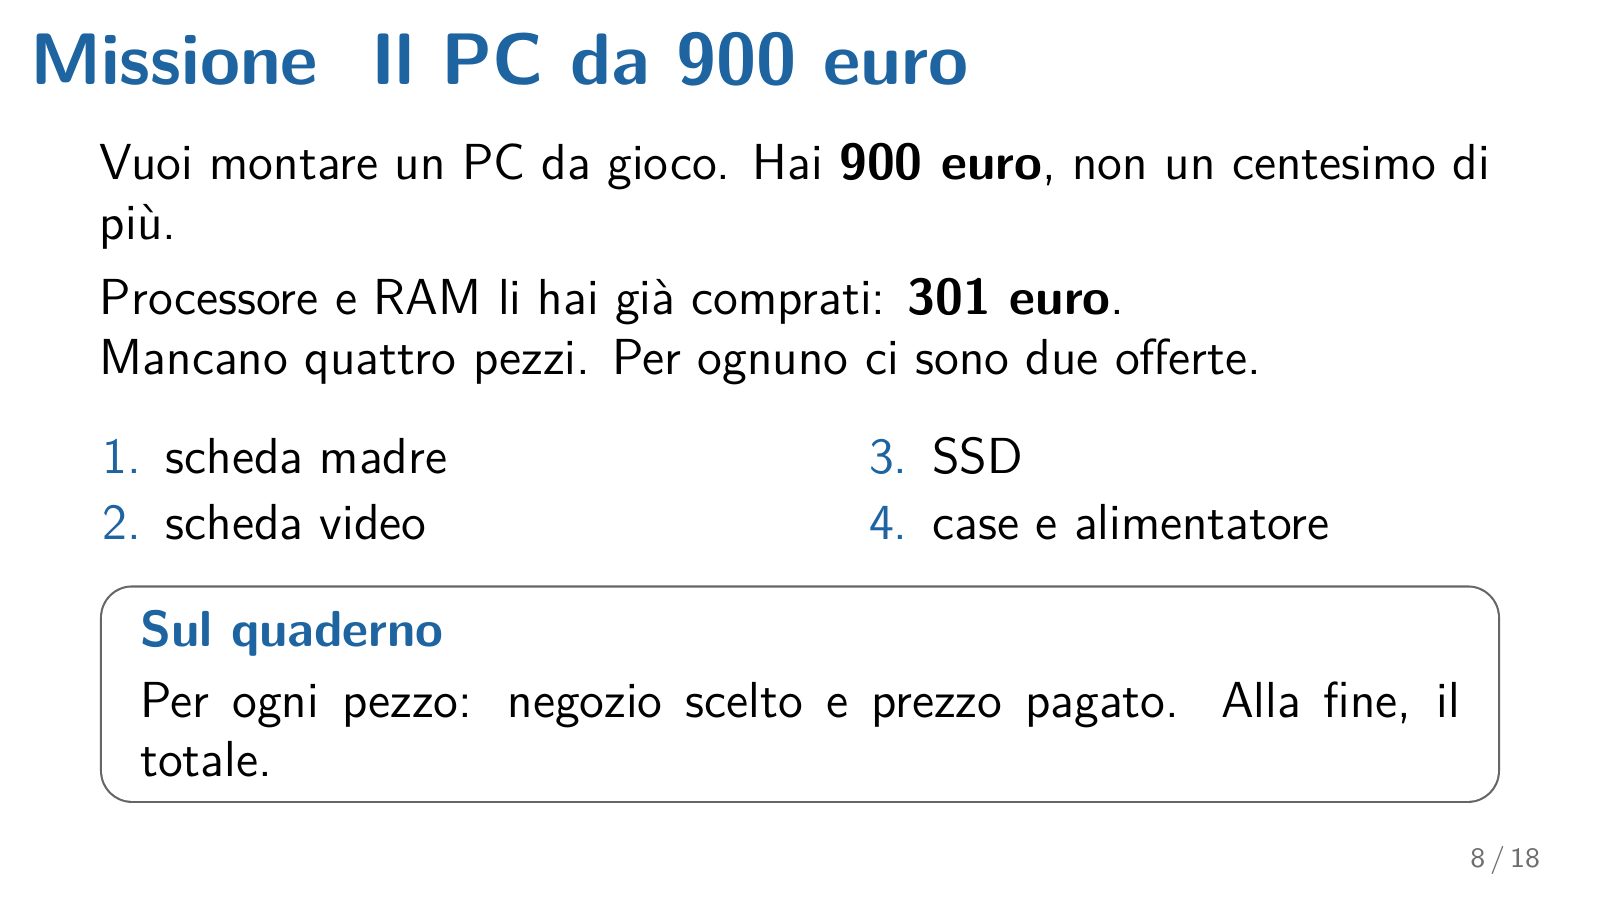 Missione Il PC da 900 euro
Vuoi montare un PC da gioco. Hai 900 euro, non un centesimo di
più.
Processore e RAM li hai già comprati: 301 euro.
Mancano quattro pezzi. Per ognuno ci sono due offerte.
1. scheda madre
2. scheda video
3. SSD
4. case e alimentatore
Sul quaderno
Per ogni pezzo: negozio scelto e prezzo pagato. Alla fine, il
totale.
8 / 18